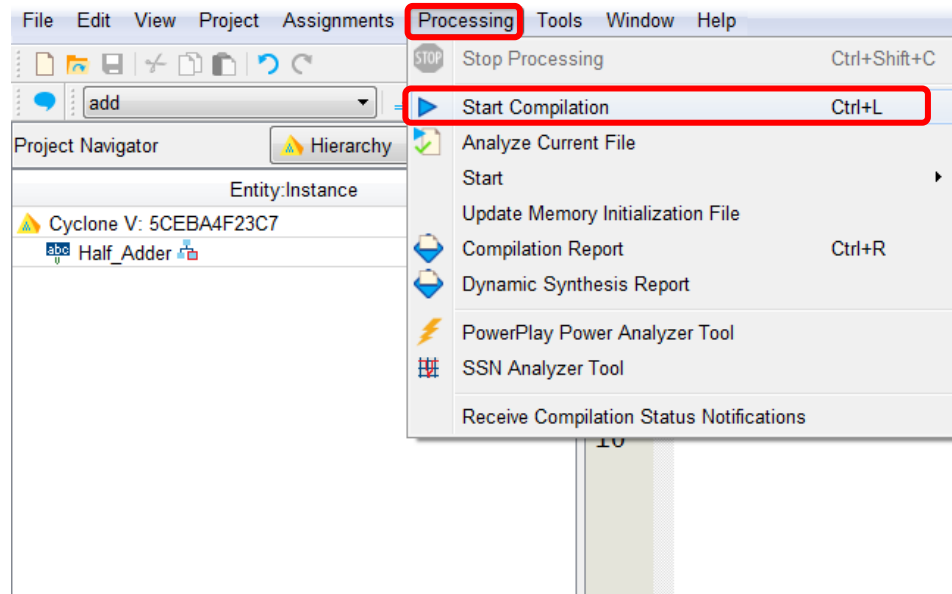 File Edit View Project Assignments Processing Tools Window Help
STOP Stop Processing Ctrl+Shift+C
add
Start Compilation Ctrl+L
Project Navigator Hierarchy
Analyze Current File
Start
Entity:Instance
Update Memory Initialization File
Cyclone V: 5CEBA4F23C7
abc Half_Adder
Compilation Report Ctrl+R
Dynamic Synthesis Report
PowerPlay Power Analyzer Tool
SSN Analyzer Tool
Receive Compilation Status Notifications
10